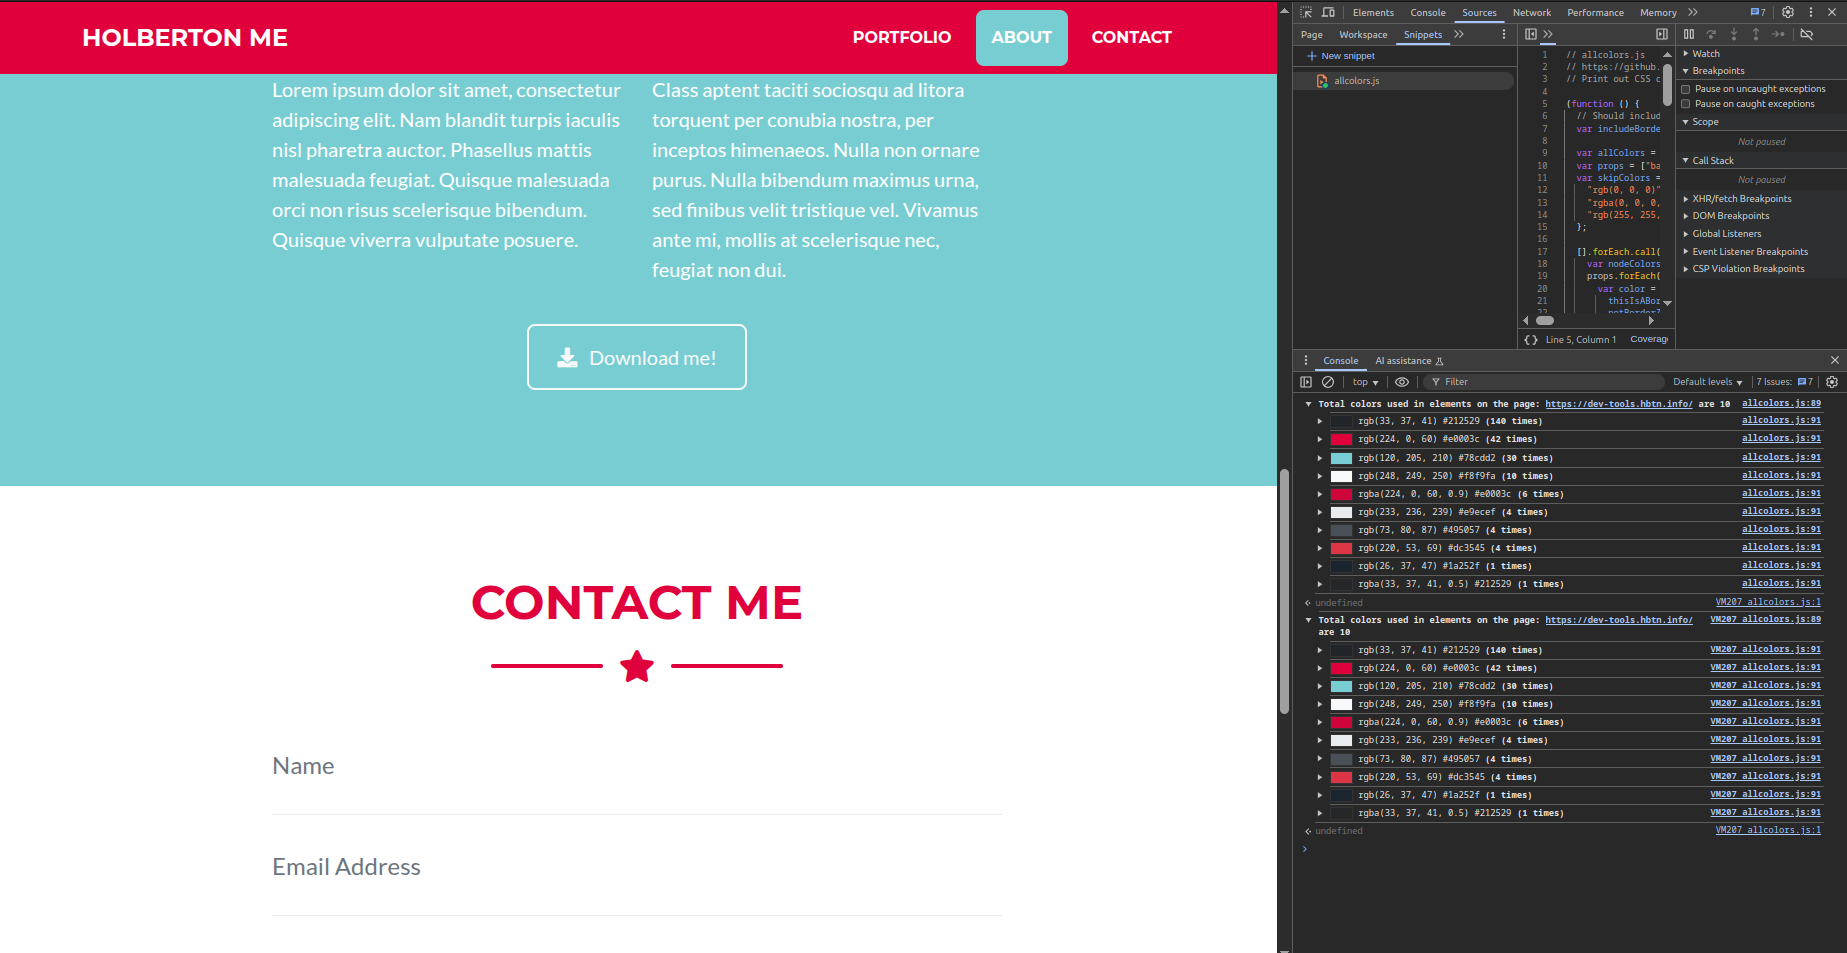 HOLBERTON ME
PORTFOLIO
ABOUT
CONTACT
Lorem ipsum dolor sit amet, consectetur
adipiscing elit. Nam blandit turpis iaculis
nisl pharetra auctor. Phasellus mattis
malesuada feugiat. Quisque malesuada
orci non risus scelerisque bibendum.
Quisque viverra vulputate posuere.
Class aptent taciti sociosqu ad litora
torquent per conubia nostra, per
inceptos himenaeos. Nulla non ornare
purus. Nulla bibendum maximus urna,
sed finibus velit tristique vel. Vivamus
ante mi, mollis at scelerisque nec,
feugiat non dui.
Download me!
CONTACT ME
Name
Email Address
Elements Console Sources Network Performance Memory 7
Page Workspace Snippets
New snippet
allcolors.js
1 // allcolors.js
2 // https://github.
3 // Print out CSS c
4
5 (function () {
6 // Should includ
7 var includeBorde
8
9 var allColors =
10 var props = ["ba
11 var skipColors =
12 "rgb(0, 0, 0)"
13 "rgba(0, 0, 0,
14 "rgb(255, 255,
15 };
16
17 [].forEach.call(
18 var nodeColors
19 props.forEach(
20 var color =
21 thisIsABor
{} Line 5, Column 1 Coverag
Watch
Breakpoints
Pause on uncaught exceptions
Pause on caught exceptions
Scope
Not paused
Call Stack
Not paused
XHR/fetch Breakpoints
DOM Breakpoints
Global Listeners
Event Listener Breakpoints
CSP Violation Breakpoints
Console AI assistance
top Filter Default levels 7 Issues: 7
Total colors used in elements on the page: https://dev-tools.hbtn.info/ are 10 allcolors.js:89
rgb(33, 37, 41) #212529 (140 times) allcolors.js:91
rgb(224, 0, 60) #e0003c (42 times) allcolors.js:91
rgb(120, 205, 210) #78cdd2 (30 times) allcolors.js:91
rgb(248, 249, 250) #f8f9fa (10 times) allcolors.js:91
rgba(224, 0, 60, 0.9) #e0003c (6 times) allcolors.js:91
rgb(233, 236, 239) #e9ecef (4 times) allcolors.js:91
rgb(73, 80, 87) #495057 (4 times) allcolors.js:91
rgb(220, 53, 69) #dc3545 (4 times) allcolors.js:91
rgb(26, 37, 47) #1a252f (1 times) allcolors.js:91
rgba(33, 37, 41, 0.5) #212529 (1 times) allcolors.js:91
undefined VM207 allcolors.js:1
Total colors used in elements on the page: https://dev-tools.hbtn.info/ VM207 allcolors.js:89
are 10
rgb(33, 37, 41) #212529 (140 times) VM207 allcolors.js:91
rgb(224, 0, 60) #e0003c (42 times) VM207 allcolors.js:91
rgb(120, 205, 210) #78cdd2 (30 times) VM207 allcolors.js:91
rgb(248, 249, 250) #f8f9fa (10 times) VM207 allcolors.js:91
rgba(224, 0, 60, 0.9) #e0003c (6 times) VM207 allcolors.js:91
rgb(233, 236, 239) #e9ecef (4 times) VM207 allcolors.js:91
rgb(73, 80, 87) #495057 (4 times) VM207 allcolors.js:91
rgb(220, 53, 69) #dc3545 (4 times) VM207 allcolors.js:91
rgb(26, 37, 47) #1a252f (1 times) VM207 allcolors.js:91
rgba(33, 37, 41, 0.5) #212529 (1 times) VM207 allcolors.js:91
undefined VM207 allcolors.js:1